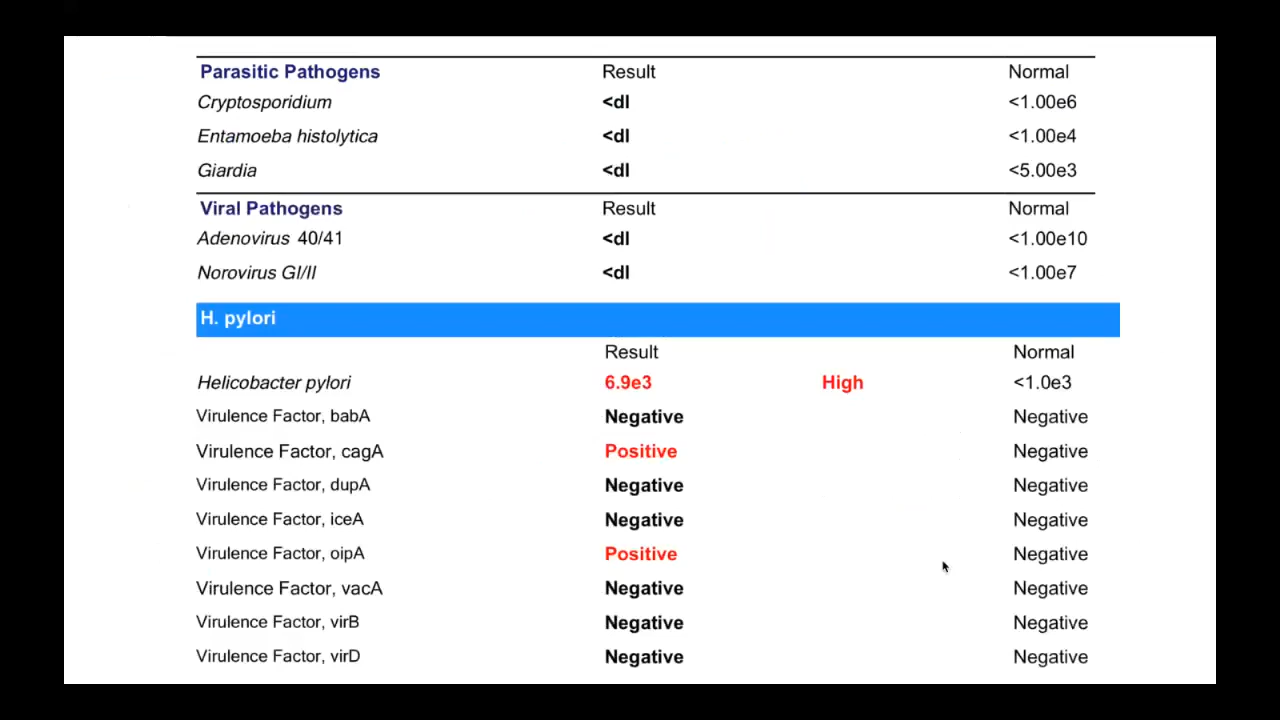 Parasitic Pathogens Result Normal
Cryptosporidium <dl <1.00e6
Entamoeba histolytica <dl <1.00e4
Giardia <dl <5.00e3
Viral Pathogens Result Normal
Adenovirus 40/41 <dl <1.00e10
Norovirus GI/II <dl <1.00e7
H. pylori
Result Normal
Helicobacter pylori 6.9e3 High <1.0e3
Virulence Factor, babA Negative Negative
Virulence Factor, cagA Positive Negative
Virulence Factor, dupA Negative Negative
Virulence Factor, iceA Negative Negative
Virulence Factor, oipA Positive Negative
Virulence Factor, vacA Negative Negative
Virulence Factor, virB Negative Negative
Virulence Factor, virD Negative Negative